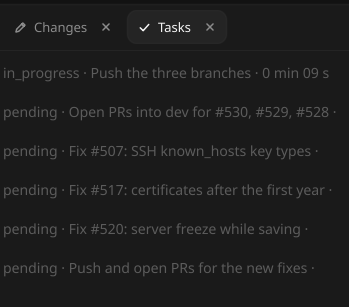 Changes
Tasks
in_progress · Push the three branches · 0 min 09 s
pending · Open PRs into dev for #530, #529, #528 ·
pending · Fix #507: SSH known_hosts key types ·
pending · Fix #517: certificates after the first year ·
pending · Fix #520: server freeze while saving ·
pending · Push and open PRs for the new fixes ·